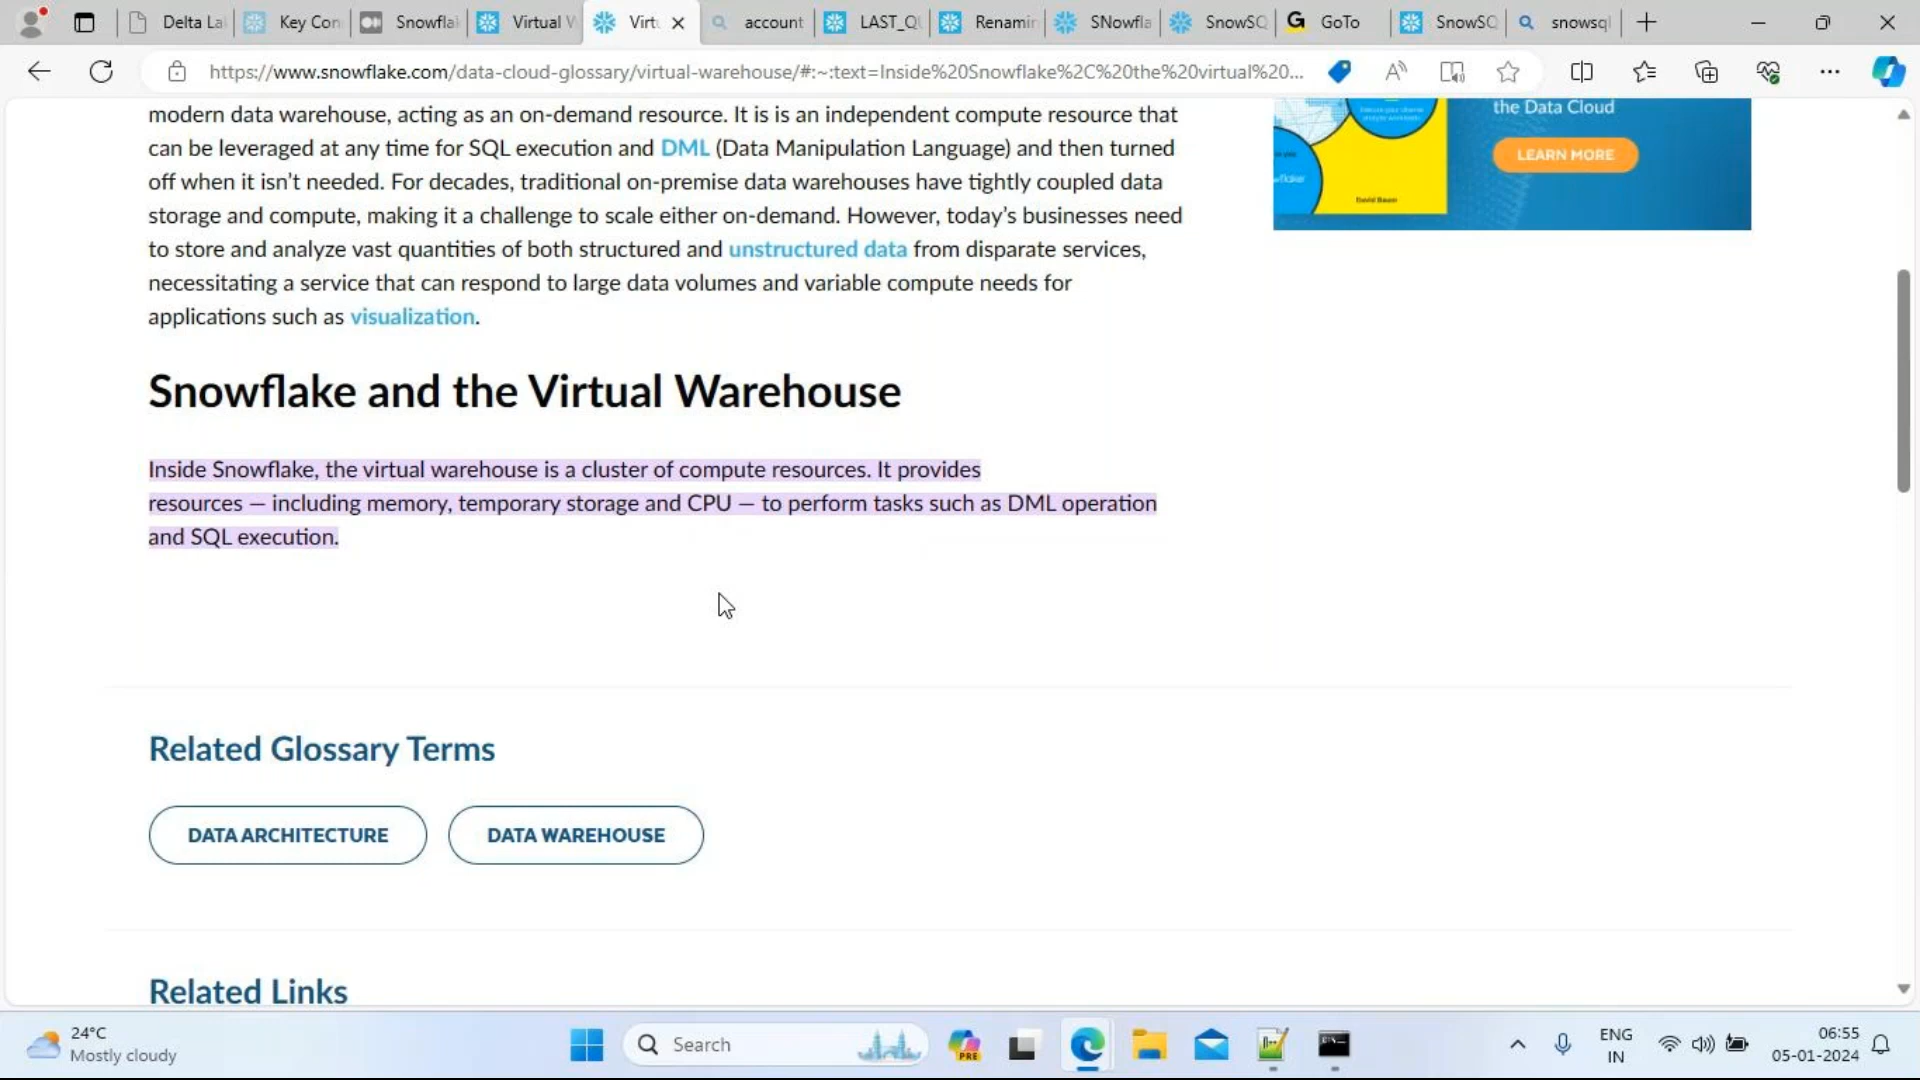 Delta La
Key Con
Snowfla
Virtual W
Virtu
account
LAST_QU
Renamin
SNowfla
SnowSQ
G GoTo
SnowSQ
snowsql
https://www.snowflake.com/data-cloud-glossary/virtual-warehouse/#:~:text=Inside%20Snowflake%2C%20the%20virtual%20...
modern data warehouse, acting as an on-demand resource. It is is an independent compute resource that
can be leveraged at any time for SQL execution and DML (Data Manipulation Language) and then turned
off when it isn't needed. For decades, traditional on-premise data warehouses have tightly coupled data
storage and compute, making it a challenge to scale either on-demand. However, today's businesses need
to store and analyze vast quantities of both structured and unstructured data from disparate services,
necessitating a service that can respond to large data volumes and variable compute needs for
applications such as visualization.
the Data Cloud
LEARN MORE
David Baum
Snowflake and the Virtual Warehouse
Inside Snowflake, the virtual warehouse is a cluster of compute resources. It provides
resources — including memory, temporary storage and CPU — to perform tasks such as DML operation
and SQL execution.
Related Glossary Terms
DATA ARCHITECTURE
DATA WAREHOUSE
Related Links
24°C
Mostly cloudy
Search
PRE
ENG
IN
06:55
05-01-2024